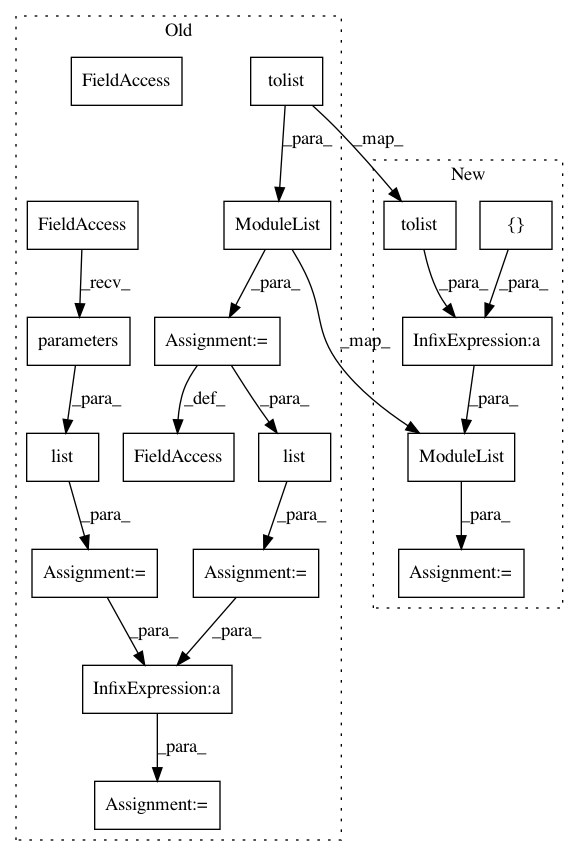 Old
FieldAccess
tolist
_para_
_map_
New
FieldAccess
ModuleList
tolist
{}
_recv_
_para_
_para_
_para_
parameters
Assignment:=
_map_
InfixExpression:a
_para_
_def_
_para_
_para_
list
FieldAccess
list
ModuleList
_para_
_para_
_para_
Assignment:=
Assignment:=
Assignment:=
_para_
_para_
InfixExpression:a
_para_
Assignment:=